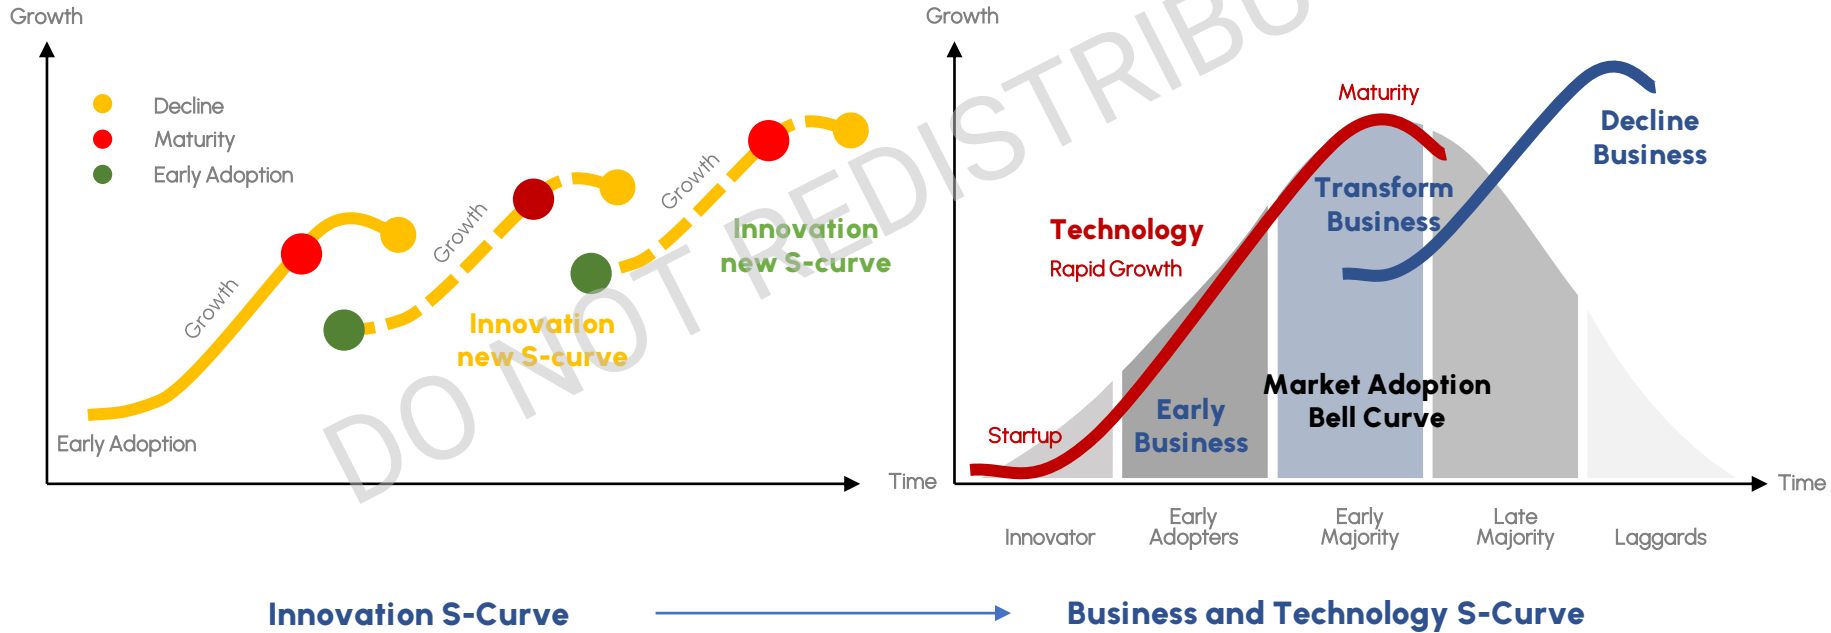 Growth
Decline
Maturity
Early Adoption
Growth
Growth
Growth
Innovation
new S-curve
Innovation
new S-curve
Early Adoption
Time
Growth
Maturity
Decline
Business
Transform
Business
Technology
Rapid Growth
Market Adoption
Bell Curve
Early
Business
Startup
Time
Innovator
Early
Adopters
Early
Majority
Late
Majority
Laggards
Innovation S-Curve
Business and Technology S-Curve
DO NOT REDISTRIBU